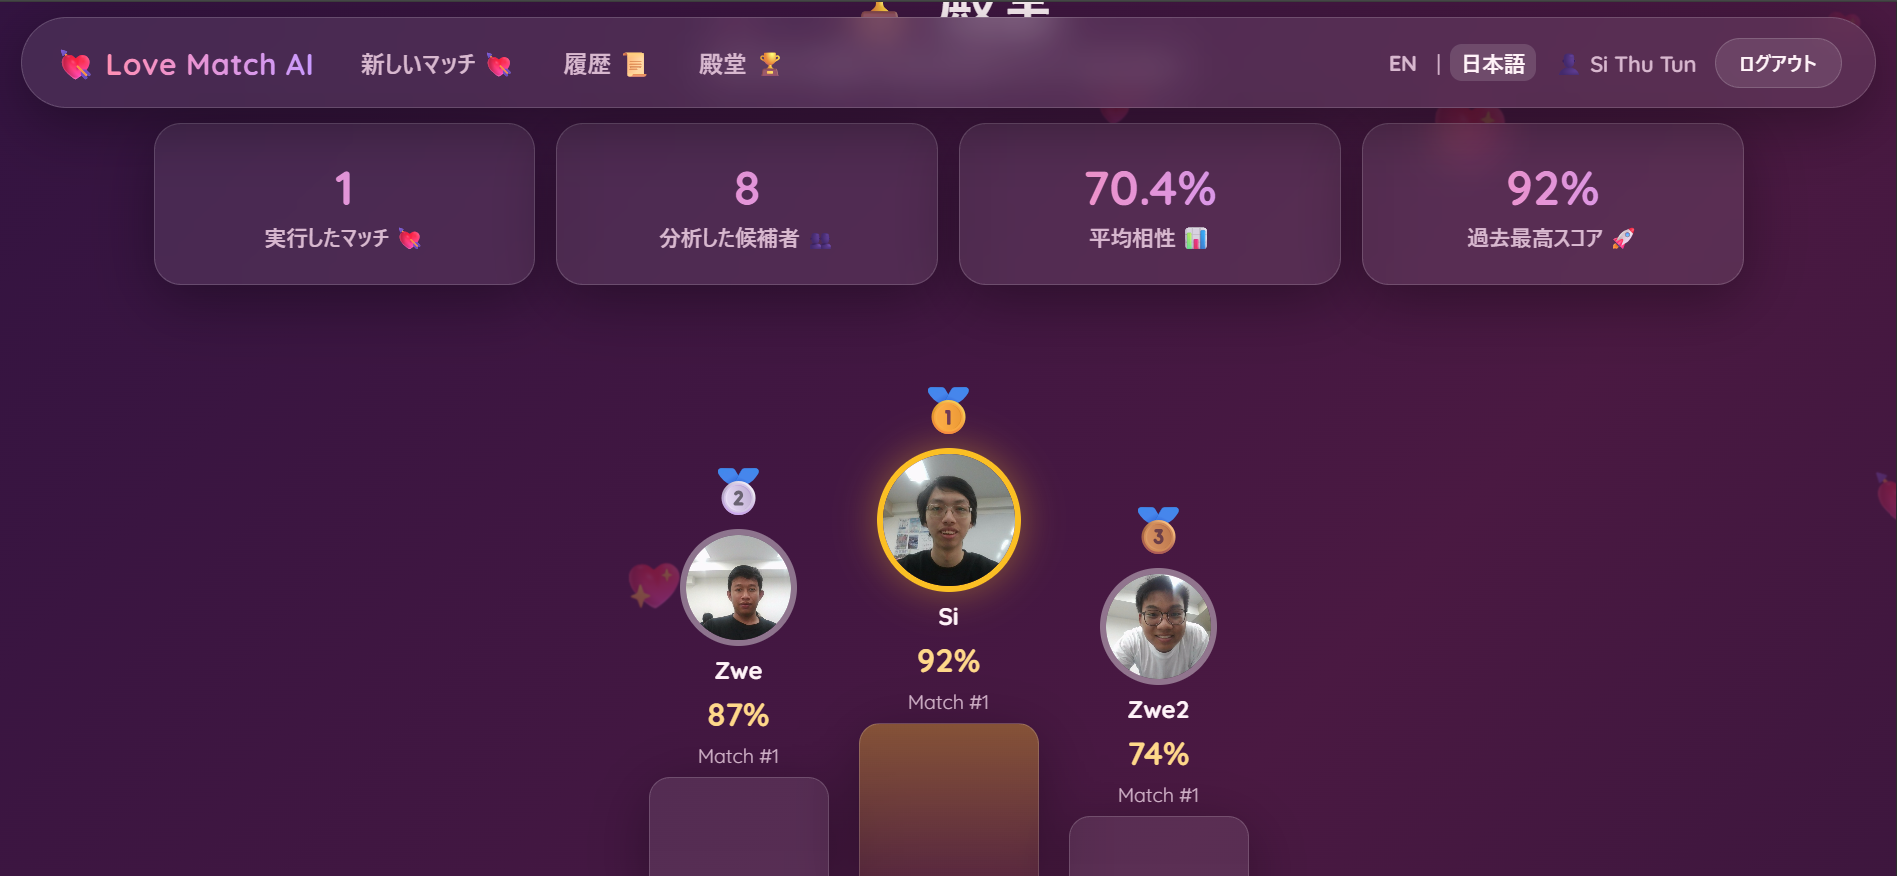 殿堂
Love Match AI
新しいマッチ
履歴
殿堂
EN | 日本語
Si Thu Tun
ログアウト
1
実行したマッチ
8
分析した候補者
70.4%
平均相性
92%
過去最高スコア
1
2
3
Si
92%
Match #1
Zwe
87%
Match #1
Zwe2
74%
Match #1